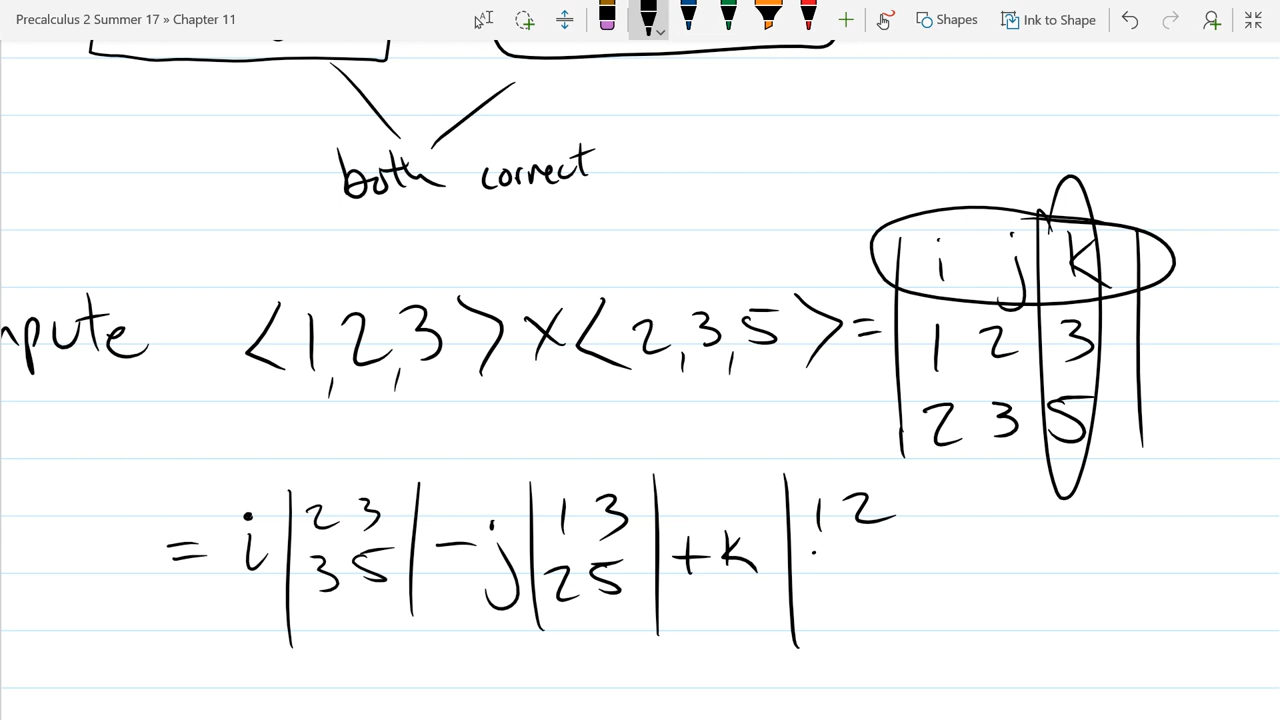 Precalculus 2 Summer 17 » Chapter 11
Shapes
Ink to Shape
both correct
mpute <1,2,3> × <2,3,5> = | i j k |
| 1 2 3 |
| 2 3 5 |
= i | 2 3 | - j | 1 3 | + k | 1 2
| 3 5 | | 2 5 |